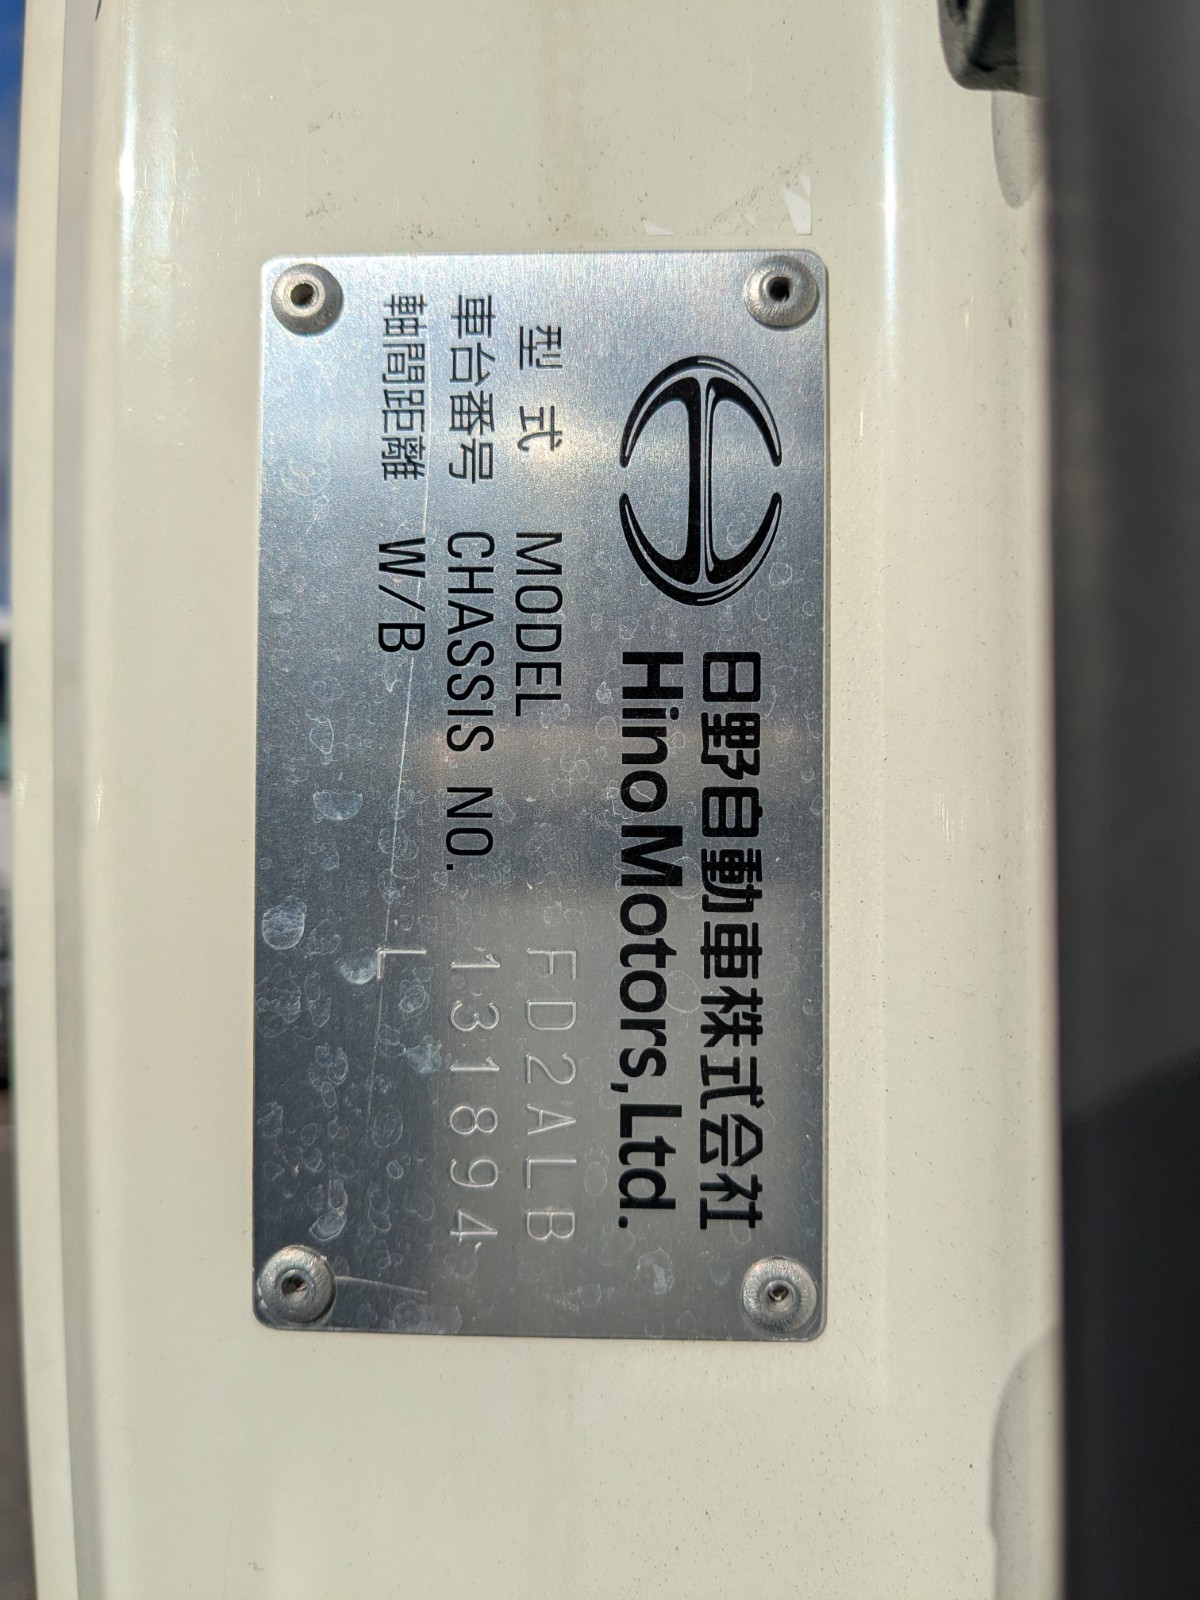 日野自動車株式会社
Hino Motors, Ltd.
型式 MODEL FD2ALB
車台番号 CHASSIS NO. 131894
軸間距離 W/B L